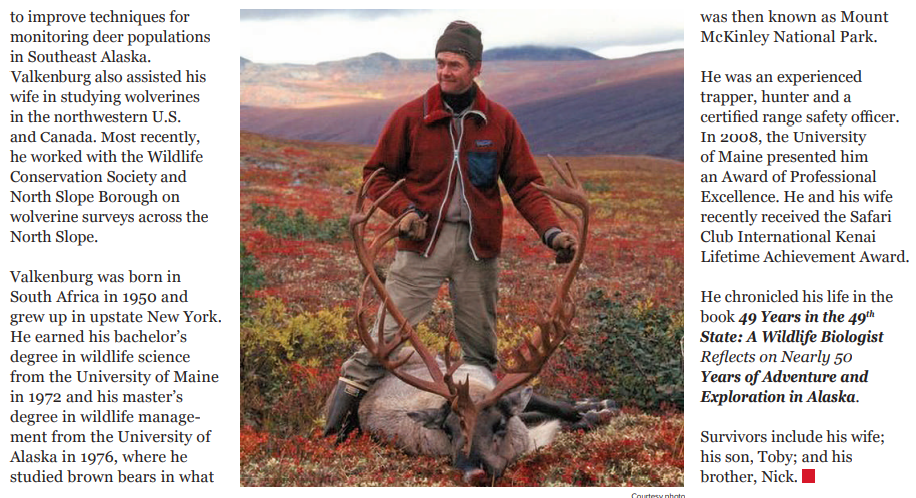 to improve techniques for
monitoring deer populations
in Southeast Alaska.
Valkenburg also assisted his
wife in studying wolverines
in the northwestern U.S.
and Canada. Most recently,
he worked with the Wildlife
Conservation Society and
North Slope Borough on
wolverine surveys across the
North Slope.
Valkenburg was born in
South Africa in 1950 and
grew up in upstate New York.
He earned his bachelor's
degree in wildlife science
from the University of Maine
in 1972 and his master's
degree in wildlife manage-
ment from the University of
Alaska in 1976, where he
studied brown bears in what
Courtesy photo
was then known as Mount
McKinley National Park.
He was an experienced
trapper, hunter and a
certified range safety officer.
In 2008, the University
of Maine presented him
an Award of Professional
Excellence. He and his wife
recently received the Safari
Club International Kenai
Lifetime Achievement Award.
He chronicled his life in the
book 49 Years in the 49th
State: A Wildlife Biologist
Reflects on Nearly 50
Years of Adventure and
Exploration in Alaska.
Survivors include his wife;
his son, Toby; and his
brother, Nick.